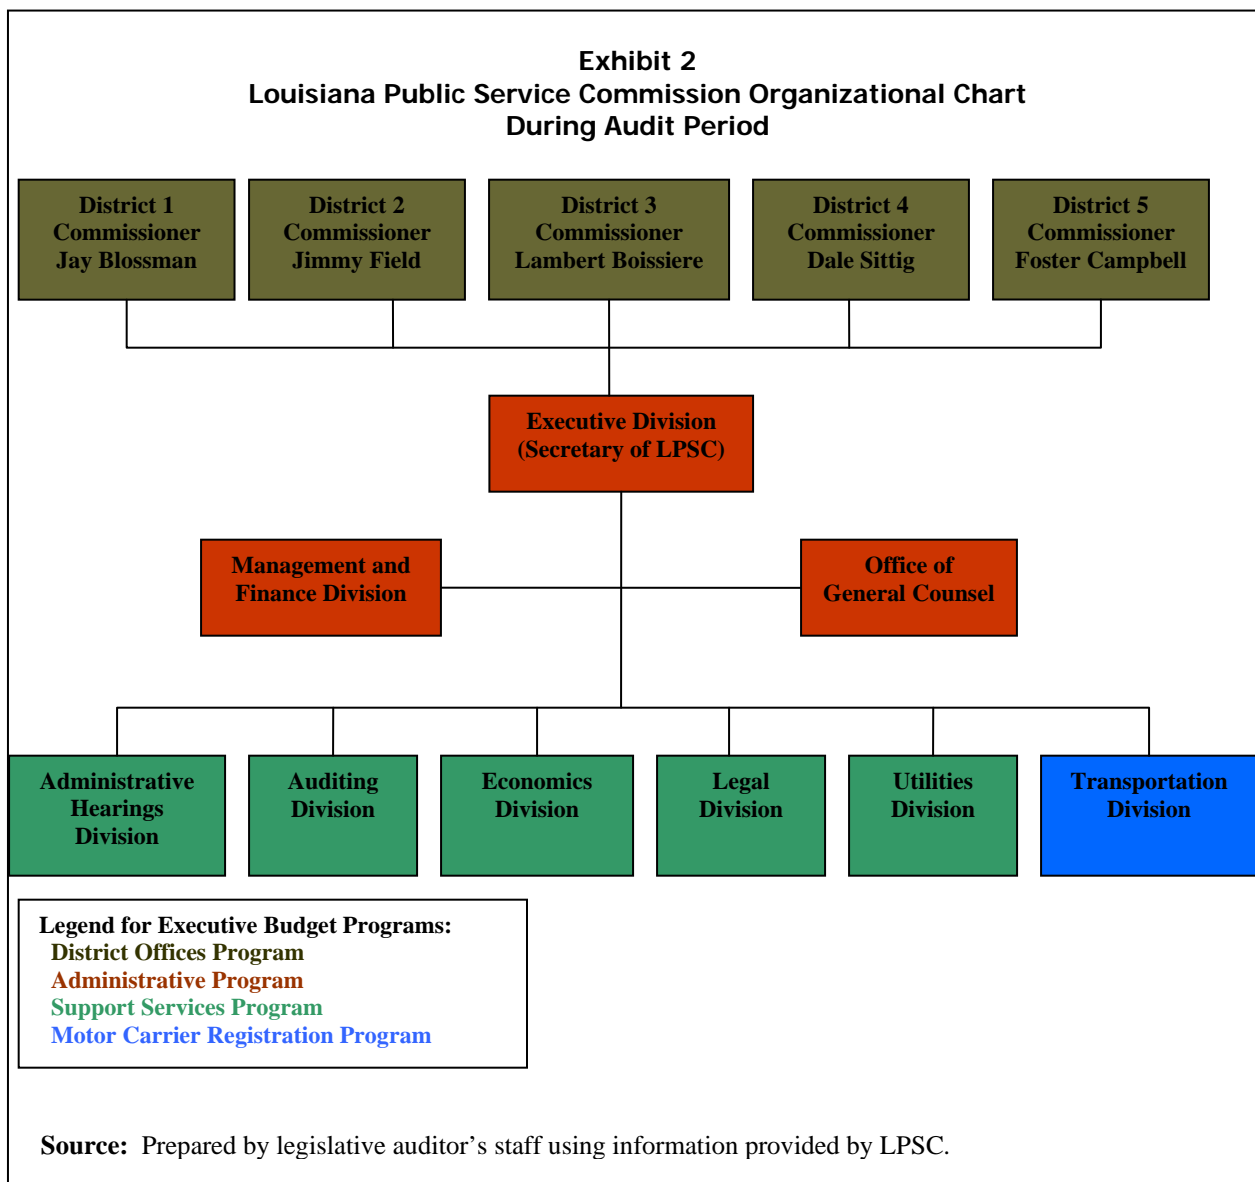 Exhibit 2
Louisiana Public Service Commission Organizational Chart
During Audit Period
District 1
Commissioner
Jay Blossman
District 2
Commissioner
Jimmy Field
District 3
Commissioner
Lambert Boissiere
District 4
Commissioner
Dale Sittig
District 5
Commissioner
Foster Campbell
Executive Division
(Secretary of LPSC)
Management and
Finance Division
Office of
General Counsel
Administrative
Hearings
Division
Auditing
Division
Economics
Division
Legal
Division
Utilities
Division
Transportation
Division
Legend for Executive Budget Programs:
District Offices Program
Administrative Program
Support Services Program
Motor Carrier Registration Program
Source: Prepared by legislative auditor’s staff using information provided by LPSC.